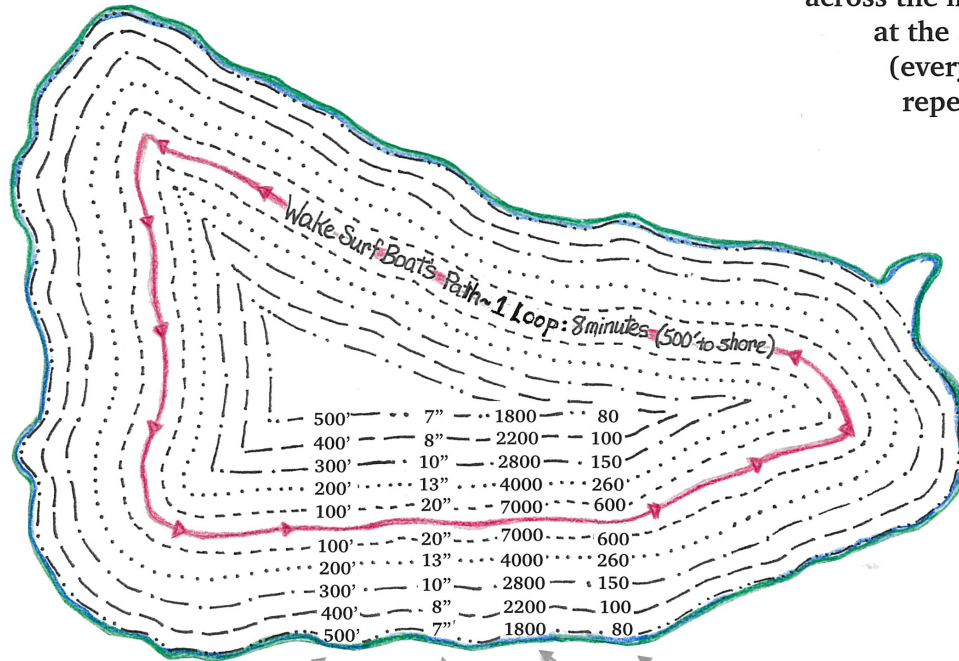 across the
at the
(every
repe
Wake Surf Boats Path~ 1 Loop: 8 minutes (500' to shore)
500' 7” 1800 80
400' 8” 2200 100
300' 10” 2800 150
200' 13” 4000 260
100' 20” 7000 600
100' 20” 7000 600
200' 13” 4000 260
300' 10” 2800 150
400' 8” 2200 100
500' 7” 1800 80